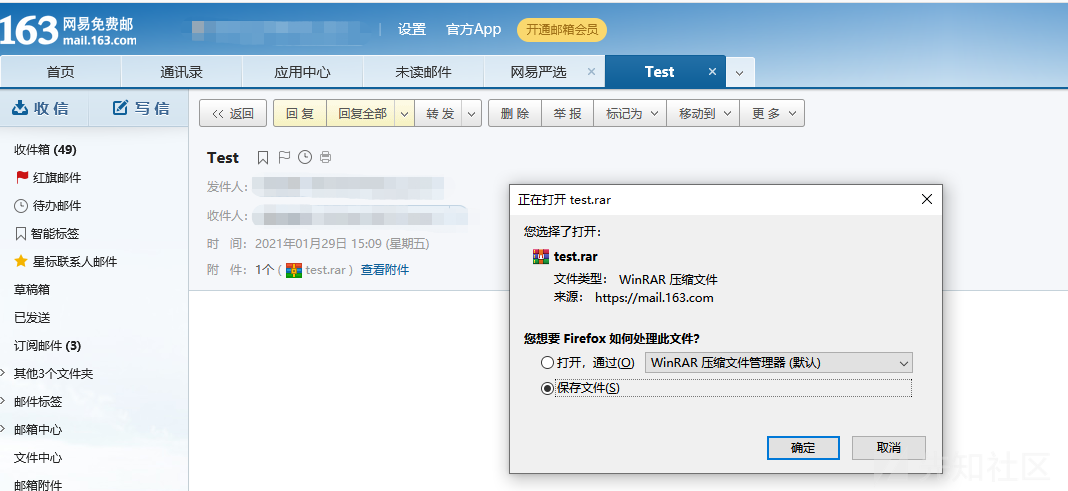 163 网易免费邮
mail.163.com
设置 官方App 开通邮箱会员
首页 通讯录 应用中心 未读邮件 网易严选 × Test ×
收信 写信
<< 返回 回复 回复全部 转发 删除 举报 标记为 移动到 更多
收件箱 (49)
红旗邮件
待办邮件
智能标签
星标联系人邮件
草稿箱
已发送
订阅邮件 (3)
其他3个文件夹
邮件标签
邮箱中心
文件中心
邮箱附件
Test
发件人：
收件人：
时 间： 2021年01月29日 15:09 (星期五)
附 件： 1个 ( test.rar ) 查看附件
正在打开 test.rar
您选择了打开：
test.rar
文件类型： WinRAR 压缩文件
来源： https://mail.163.com
您想要 Firefox 如何处理此文件?
打开，通过(O) WinRAR 压缩文件管理器 (默认)
保存文件(S)
确定 取消
知社区